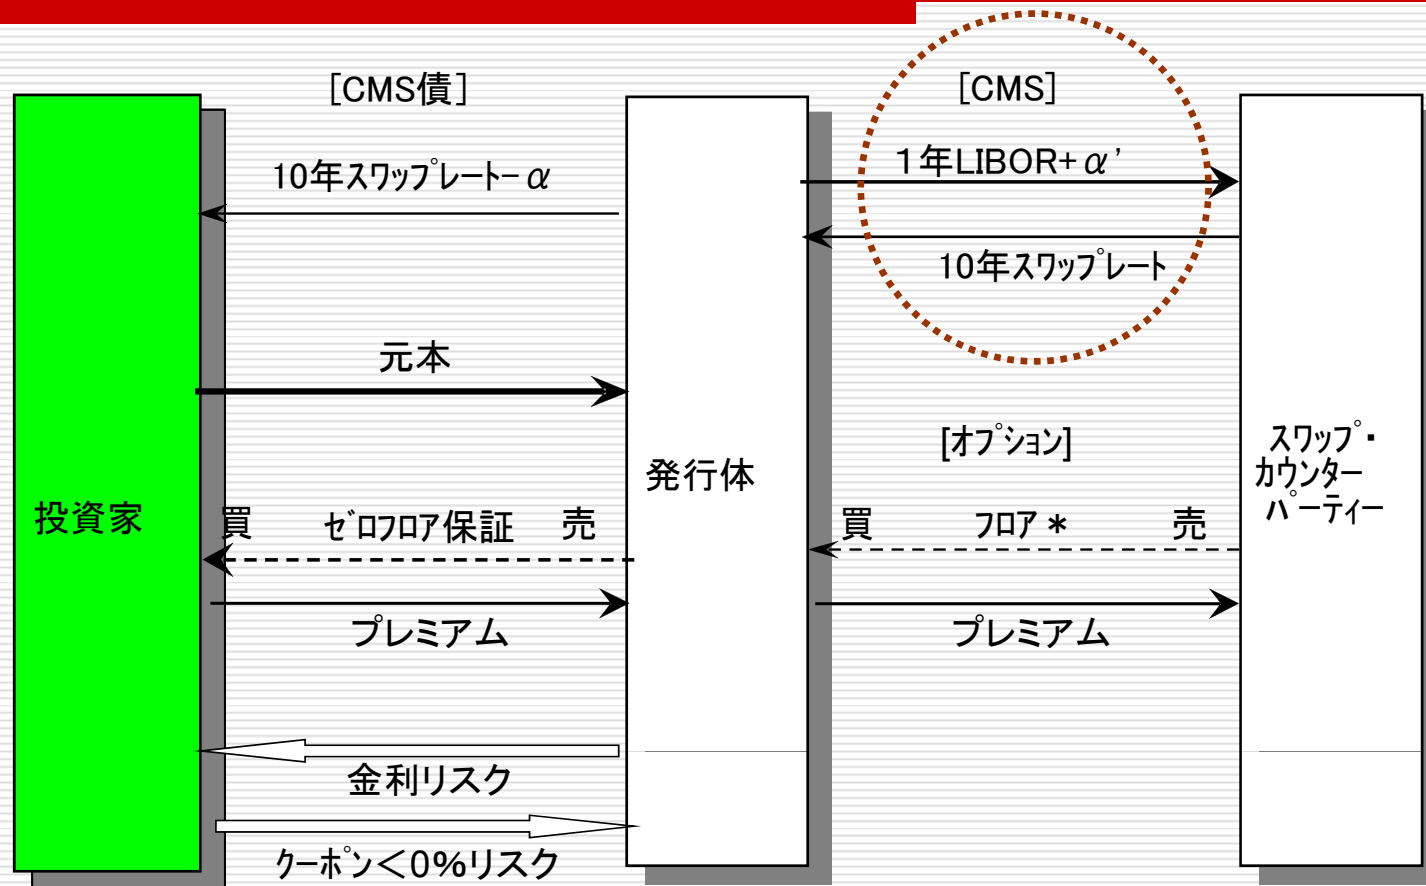 [CMS債]
[CMS]
10年ｽﾜｯﾌﾟﾚｰﾄ-α
1年LIBOR+α'
10年ｽﾜｯﾌﾟﾚｰﾄ
元本
[ｵﾌﾟｼｮﾝ]
投資家
発行体
ｽﾜｯﾌﾟ・
ｶｳﾝﾀｰ
ﾊﾟｰﾃｨｰ
買 ｾﾞﾛﾌﾛｱ保証 売
買 ﾌﾛｱ＊ 売
プレミアム
プレミアム
金利リスク
ｸｰﾎﾟﾝ＜0%リスク